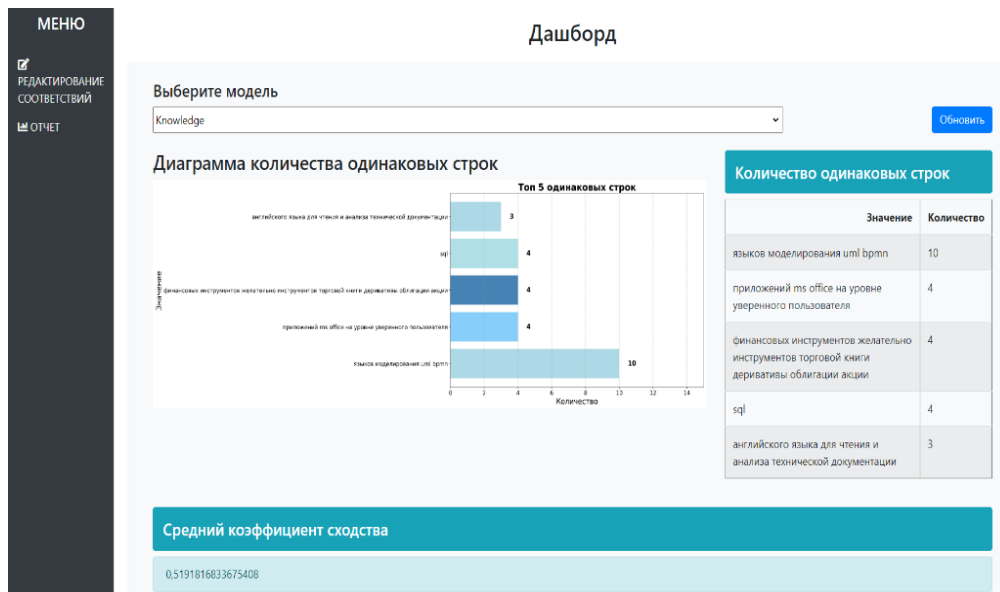 МЕНЮ
РЕДАКТИРОВАНИЕ
СООТВЕТСТВИЙ
ОТЧЕТ
Дашборд
Выберите модель
Knowledge
Обновить
Диаграмма количества одинаковых строк
Топ 5 одинаковых строк
английского языка для чтения и анализа технической документации
3
sql
4
финансовых инструментов желательно инструментов торговой книги деривативы облигации акции
4
приложений ms office на уровне уверенного пользователя
4
языков моделирования uml bpmn
10
Значение
0 2 4 6 8 10 12 14
Количество
Количество одинаковых строк
Значение Количество
языков моделирования uml bpmn 10
приложений ms office на уровне 4
уверенного пользователя
финансовых инструментов желательно 4
инструментов торговой книги
деривативы облигации акции
sql 4
английского языка для чтения и 3
анализа технической документации
Средний коэффициент сходства
0,5191816833675408